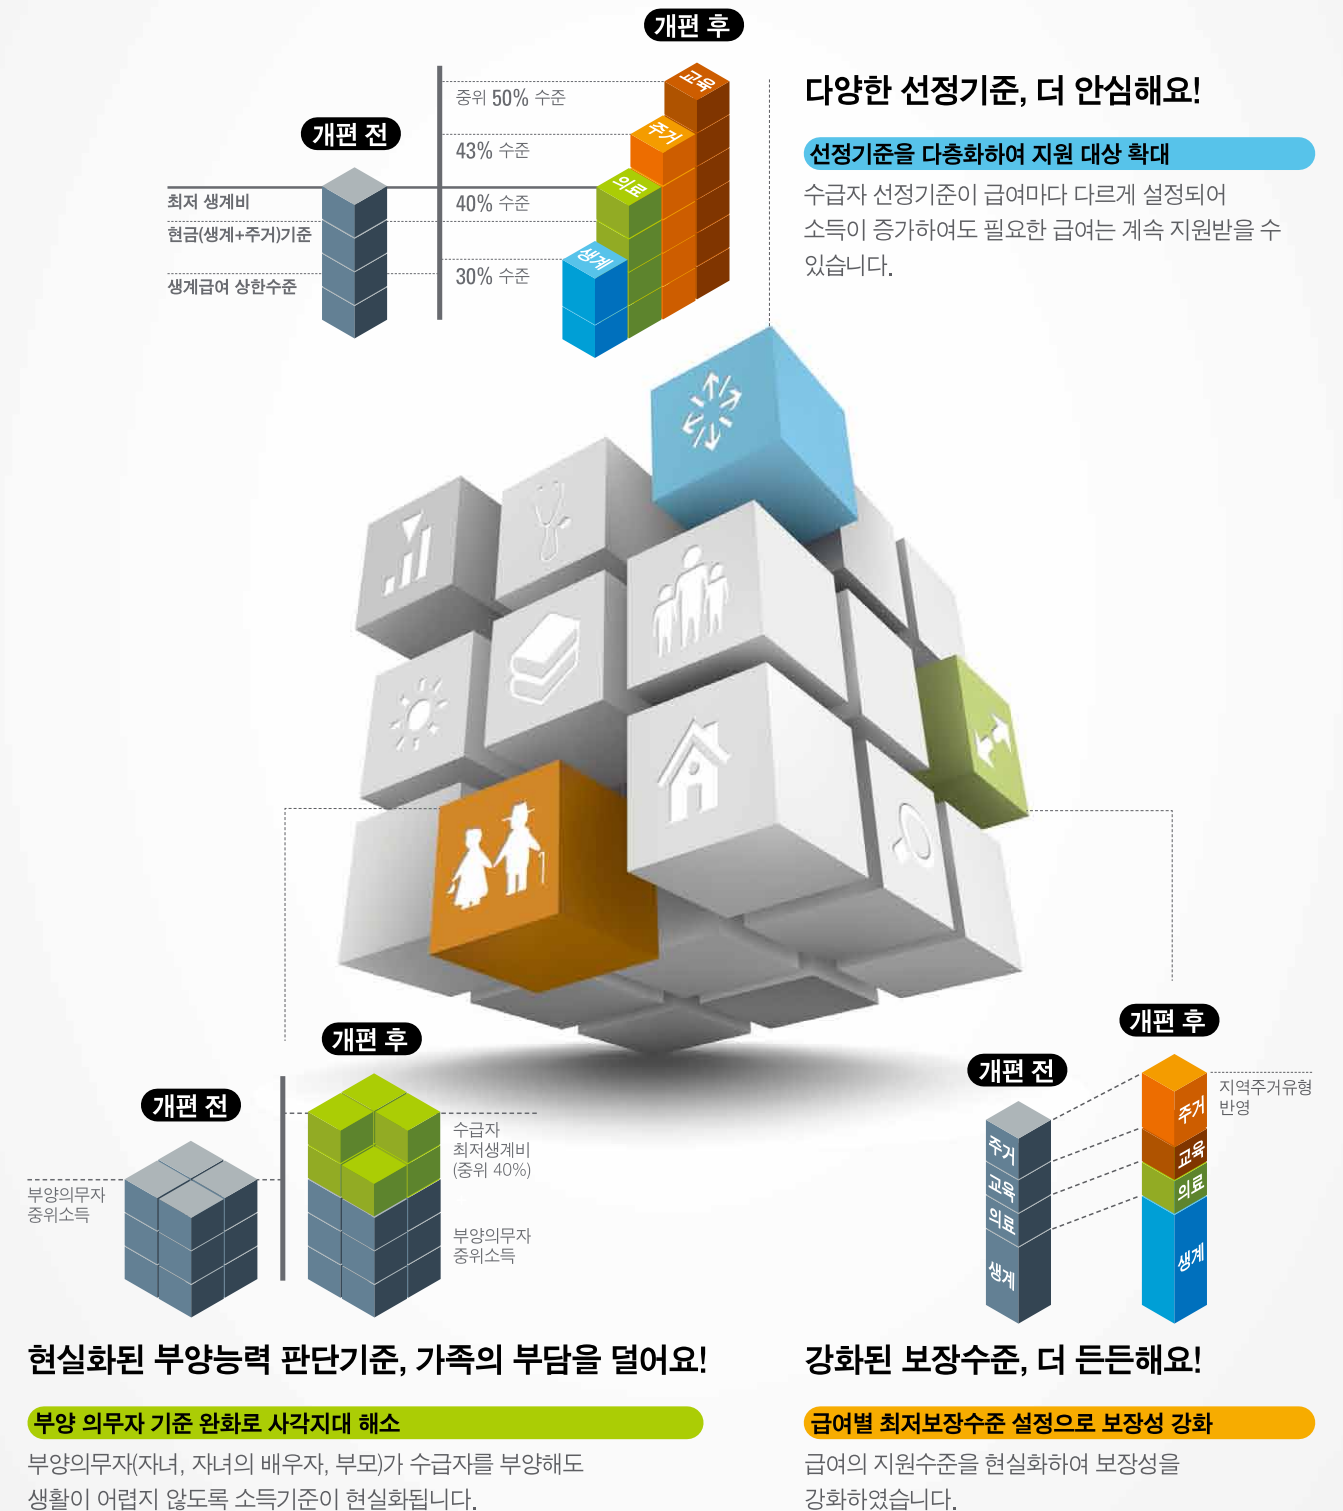 개편 후
중위 50% 수준
43% 수준
40% 수준
30% 수준
교육
주거
의료
생계
개편 전
최저 생계비
현금(생계+주거)기준
생계급여 상한수준
다양한 선정기준, 더 안심해요!
선정기준을 다층화하여 지원 대상 확대
수급자 선정기준이 급여마다 다르게 설정되어
소득이 증가하여도 필요한 급여는 계속 지원받을 수
있습니다.
개편 전
부양의무자
중위소득
개편 후
수급자
최저생계비
(중위 40%)
부양의무자
중위소득
현실화된 부양능력 판단기준, 가족의 부담을 덜어요!
부양 의무자 기준 완화로 사각지대 해소
부양의무자(자녀, 자녀의 배우자, 부모)가 수급자를 부양해도
생활이 어렵지 않도록 소득기준이 현실화됩니다.
개편 전
주거
교육
의료
생계
개편 후
주거
교육
의료
생계
지역주거유형
반영
강화된 보장수준, 더 든든해요!
급여별 최저보장수준 설정으로 보장성 강화
급여의 지원수준을 현실화하여 보장성을
강화하였습니다.